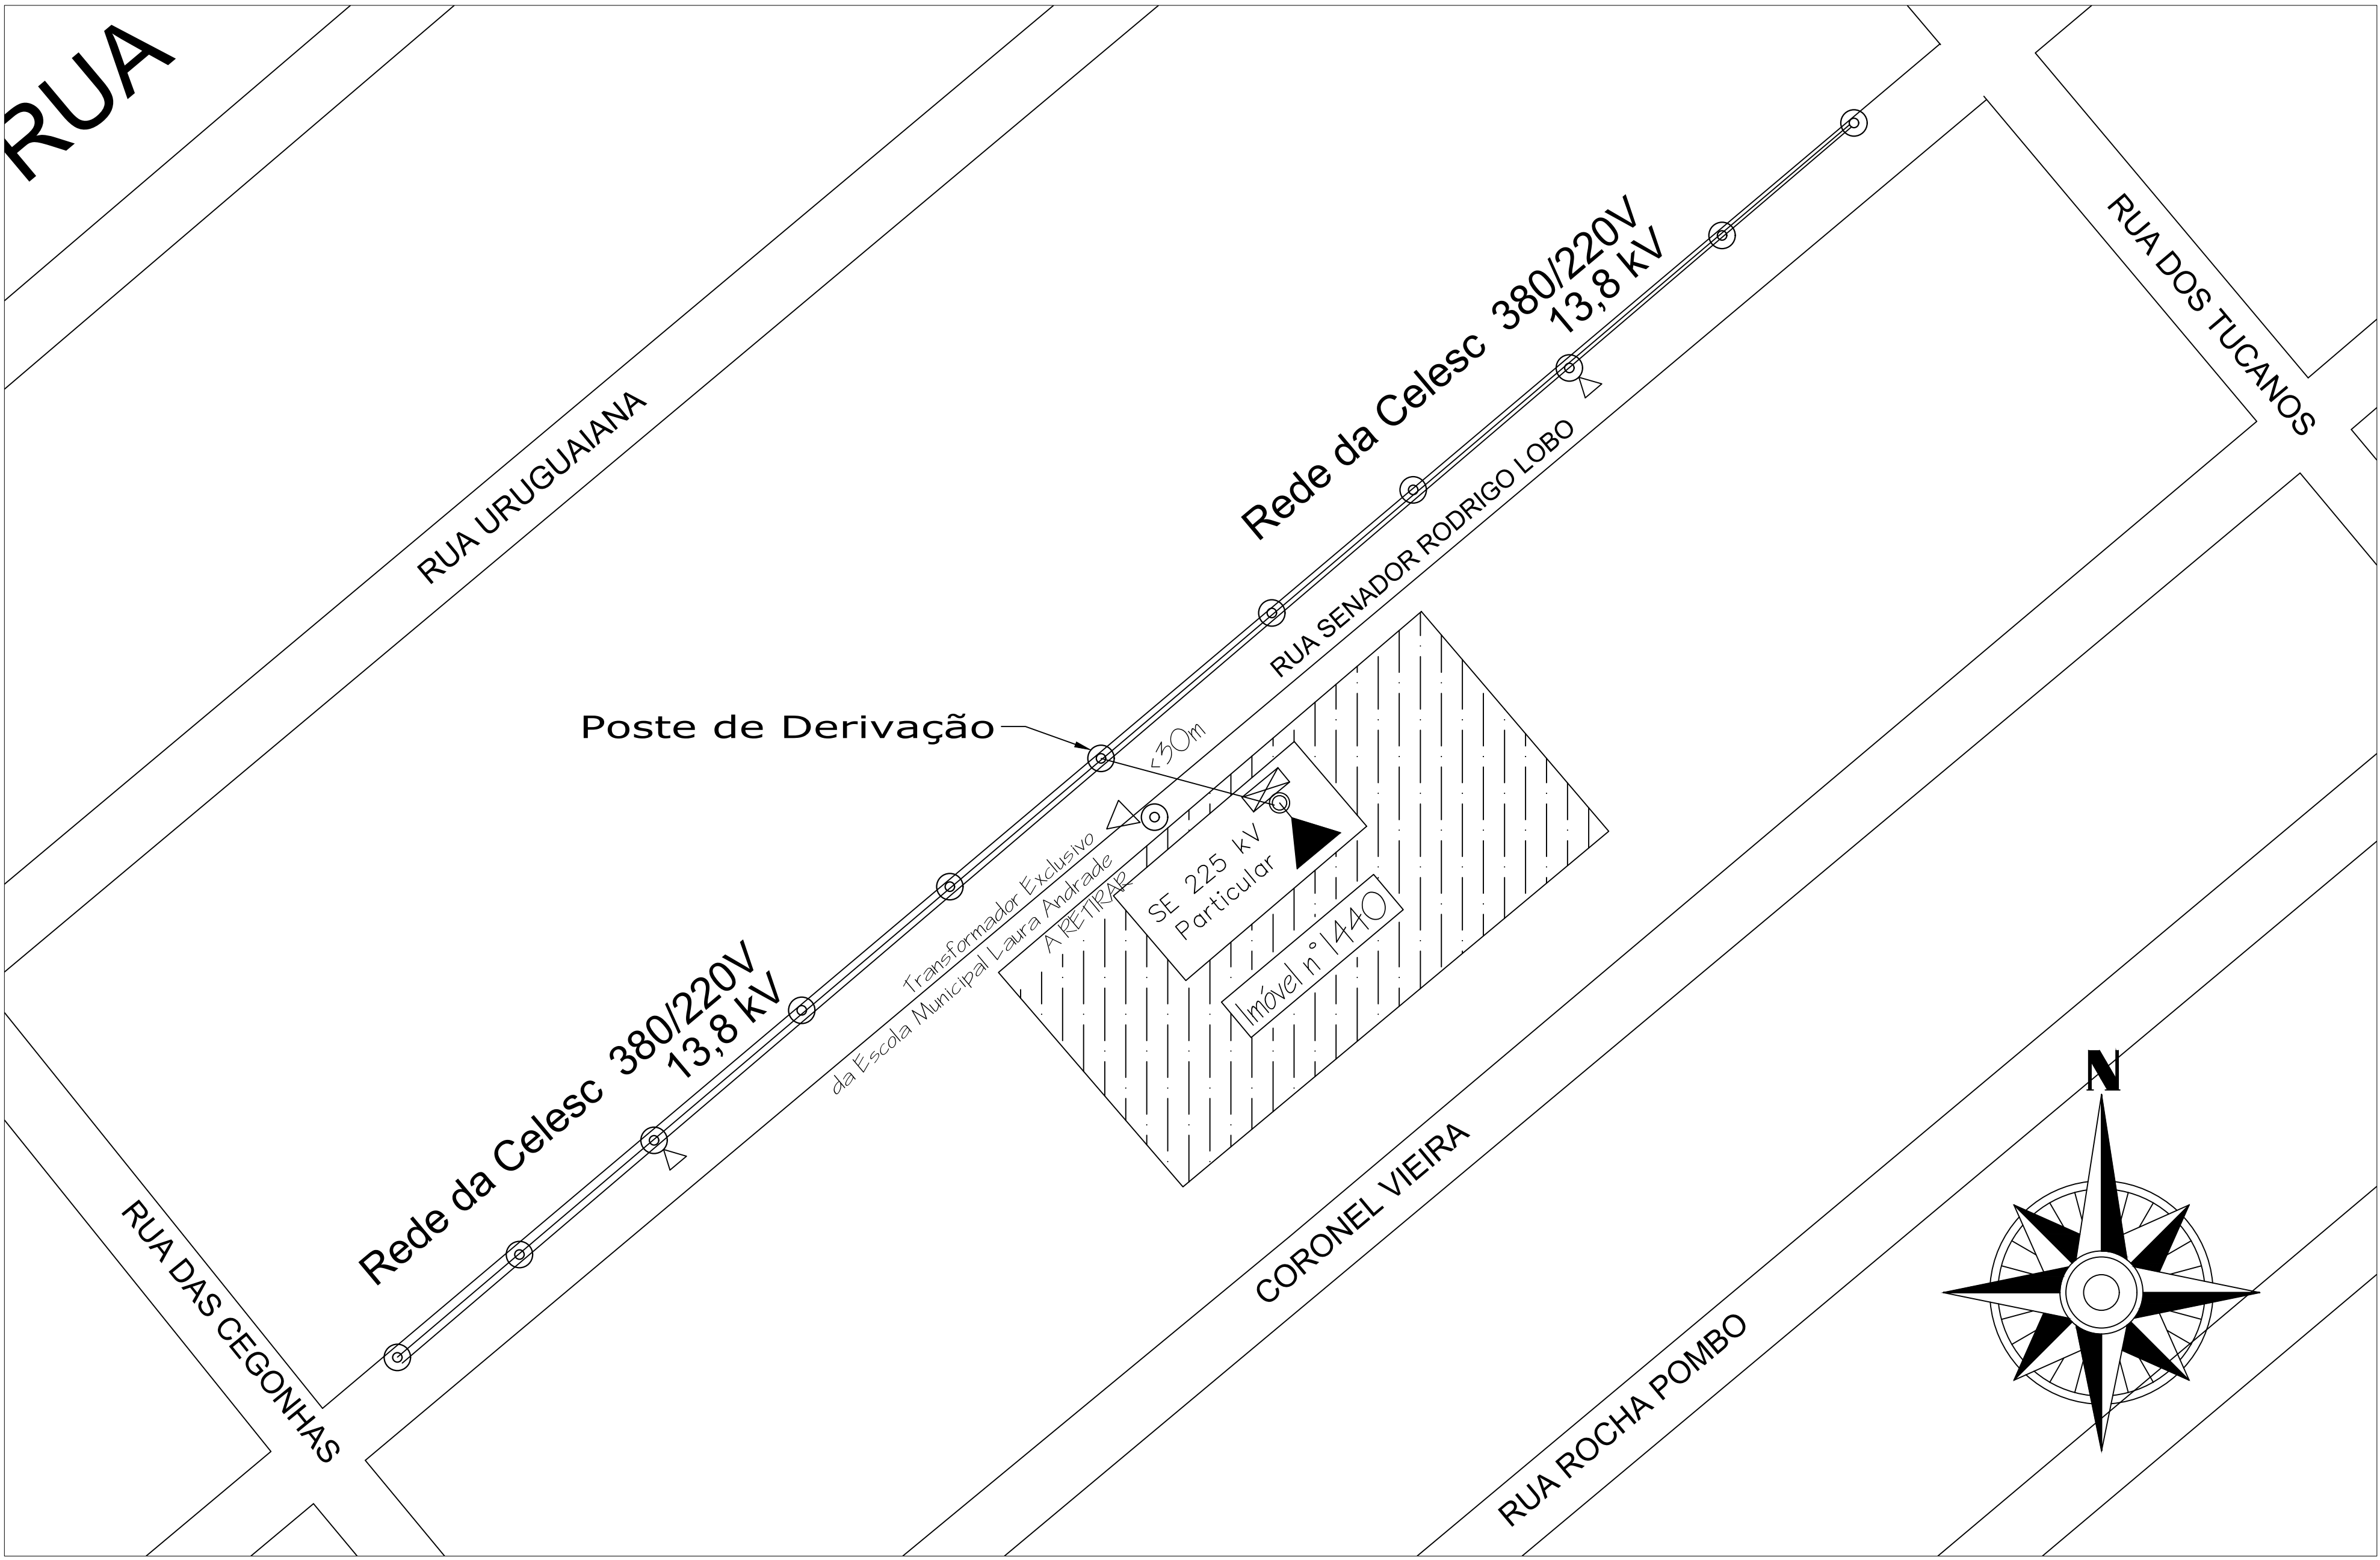 RUA
RUA URUGUAIANA
Rede da Celesc 380/220V
13,8 kV
RUA DOS TUCANOS
RUA SENADOR RODRIGO LOBO
Poste de Derivação
<30m
Transformador Exclusivo
da Escola Municipal Laura Andrade
A RETIRAR
SE 225 kV
Particular
Imóvel n° 1440
Rede da Celesc 380/220V
13,8 kV
RUA DAS CEGONHAS
CORONEL VIEIRA
RUA ROCHA POMBO
N